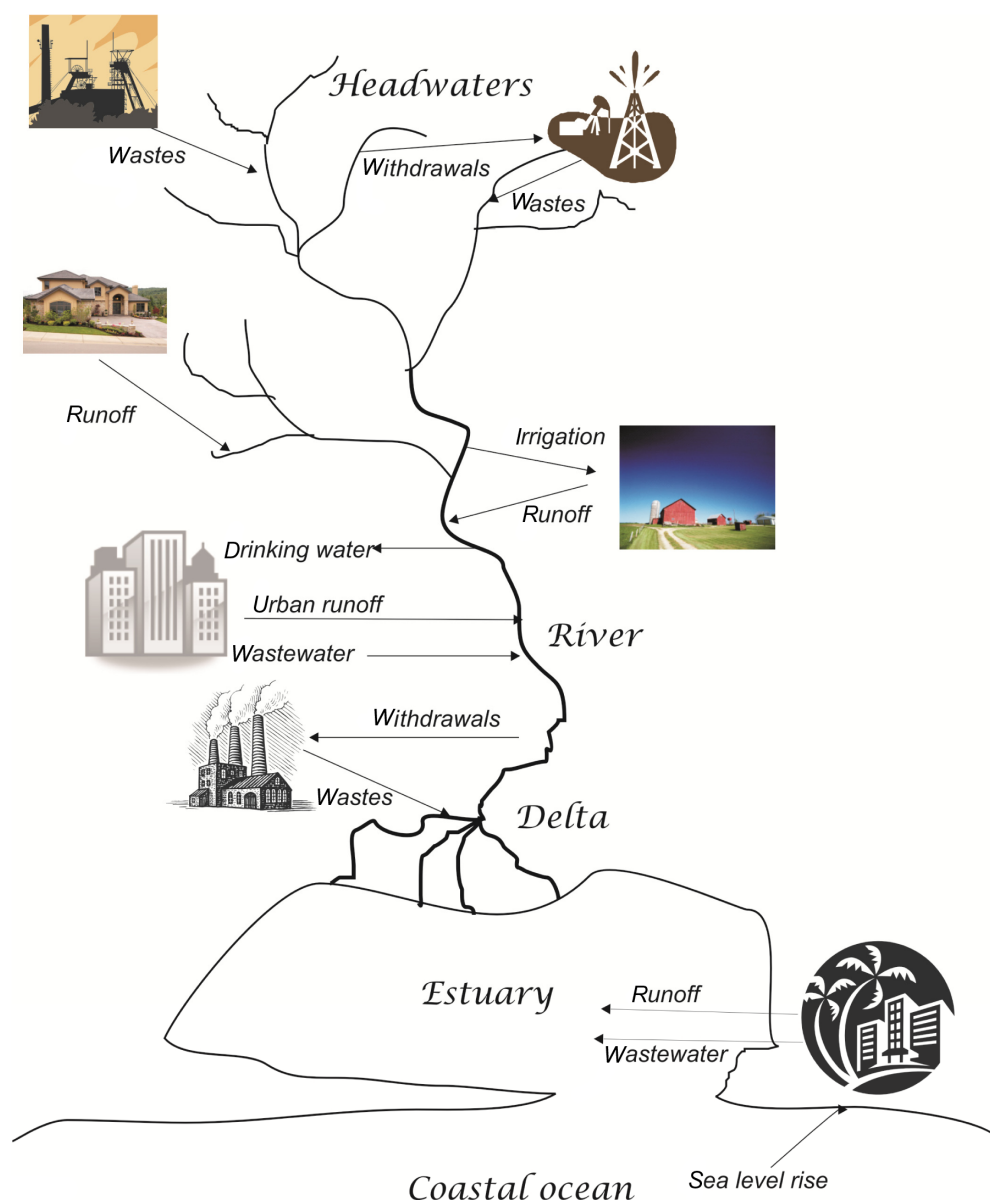 Headwaters
Wastes
Withdrawals
Wastes
Runoff
Irrigation
Runoff
Drinking water
Urban runoff
River
Wastewater
Withdrawals
Wastes
Delta
Estuary
Runoff
Wastewater
Sea level rise
Coastal ocean